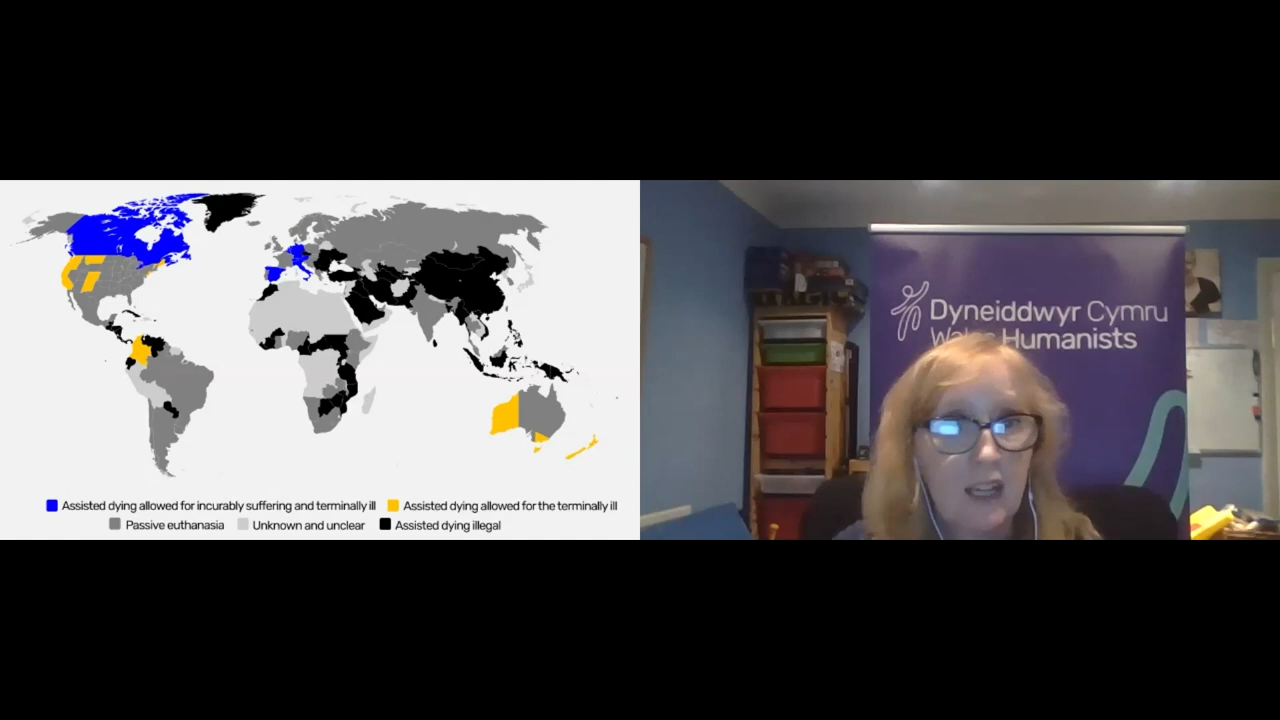 Assisted dying allowed for incurably suffering and terminally ill Assisted dying allowed for the terminally ill
Passive euthanasia Unknown and unclear Assisted dying illegal
Dyneiddwyr Cymru
Wales Humanists